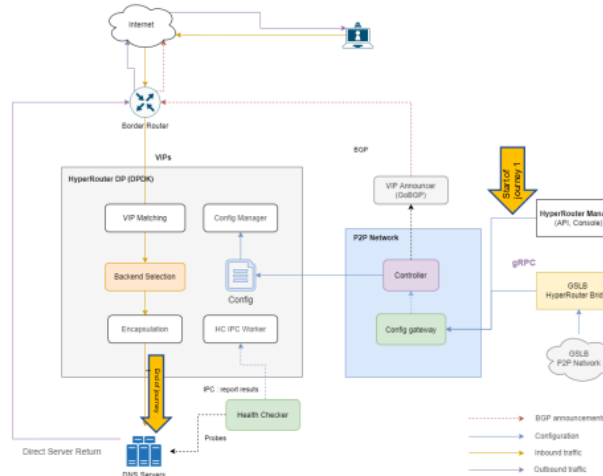 Internet
Border Router
VIPs
BGP
HyperRouter DP (DPDK)
VIP Matching
Config Manager
Backend Selection
Config
Encapsulation
HC IPC Worker
End of journey
IPC : report results
Health Checker
Probes
Direct Server Return
DNS Servers
VIP Announcer
(GoBGP)
P2P Network
Controller
Config gateway
Start of
journey 1
HyperRouter Mana
(API, Console)
gRPC
GSLB
HyperRouter Brid
GSLB
P2P Network
BGP announcements
Configuration
Inbound traffic
Outbound traffic